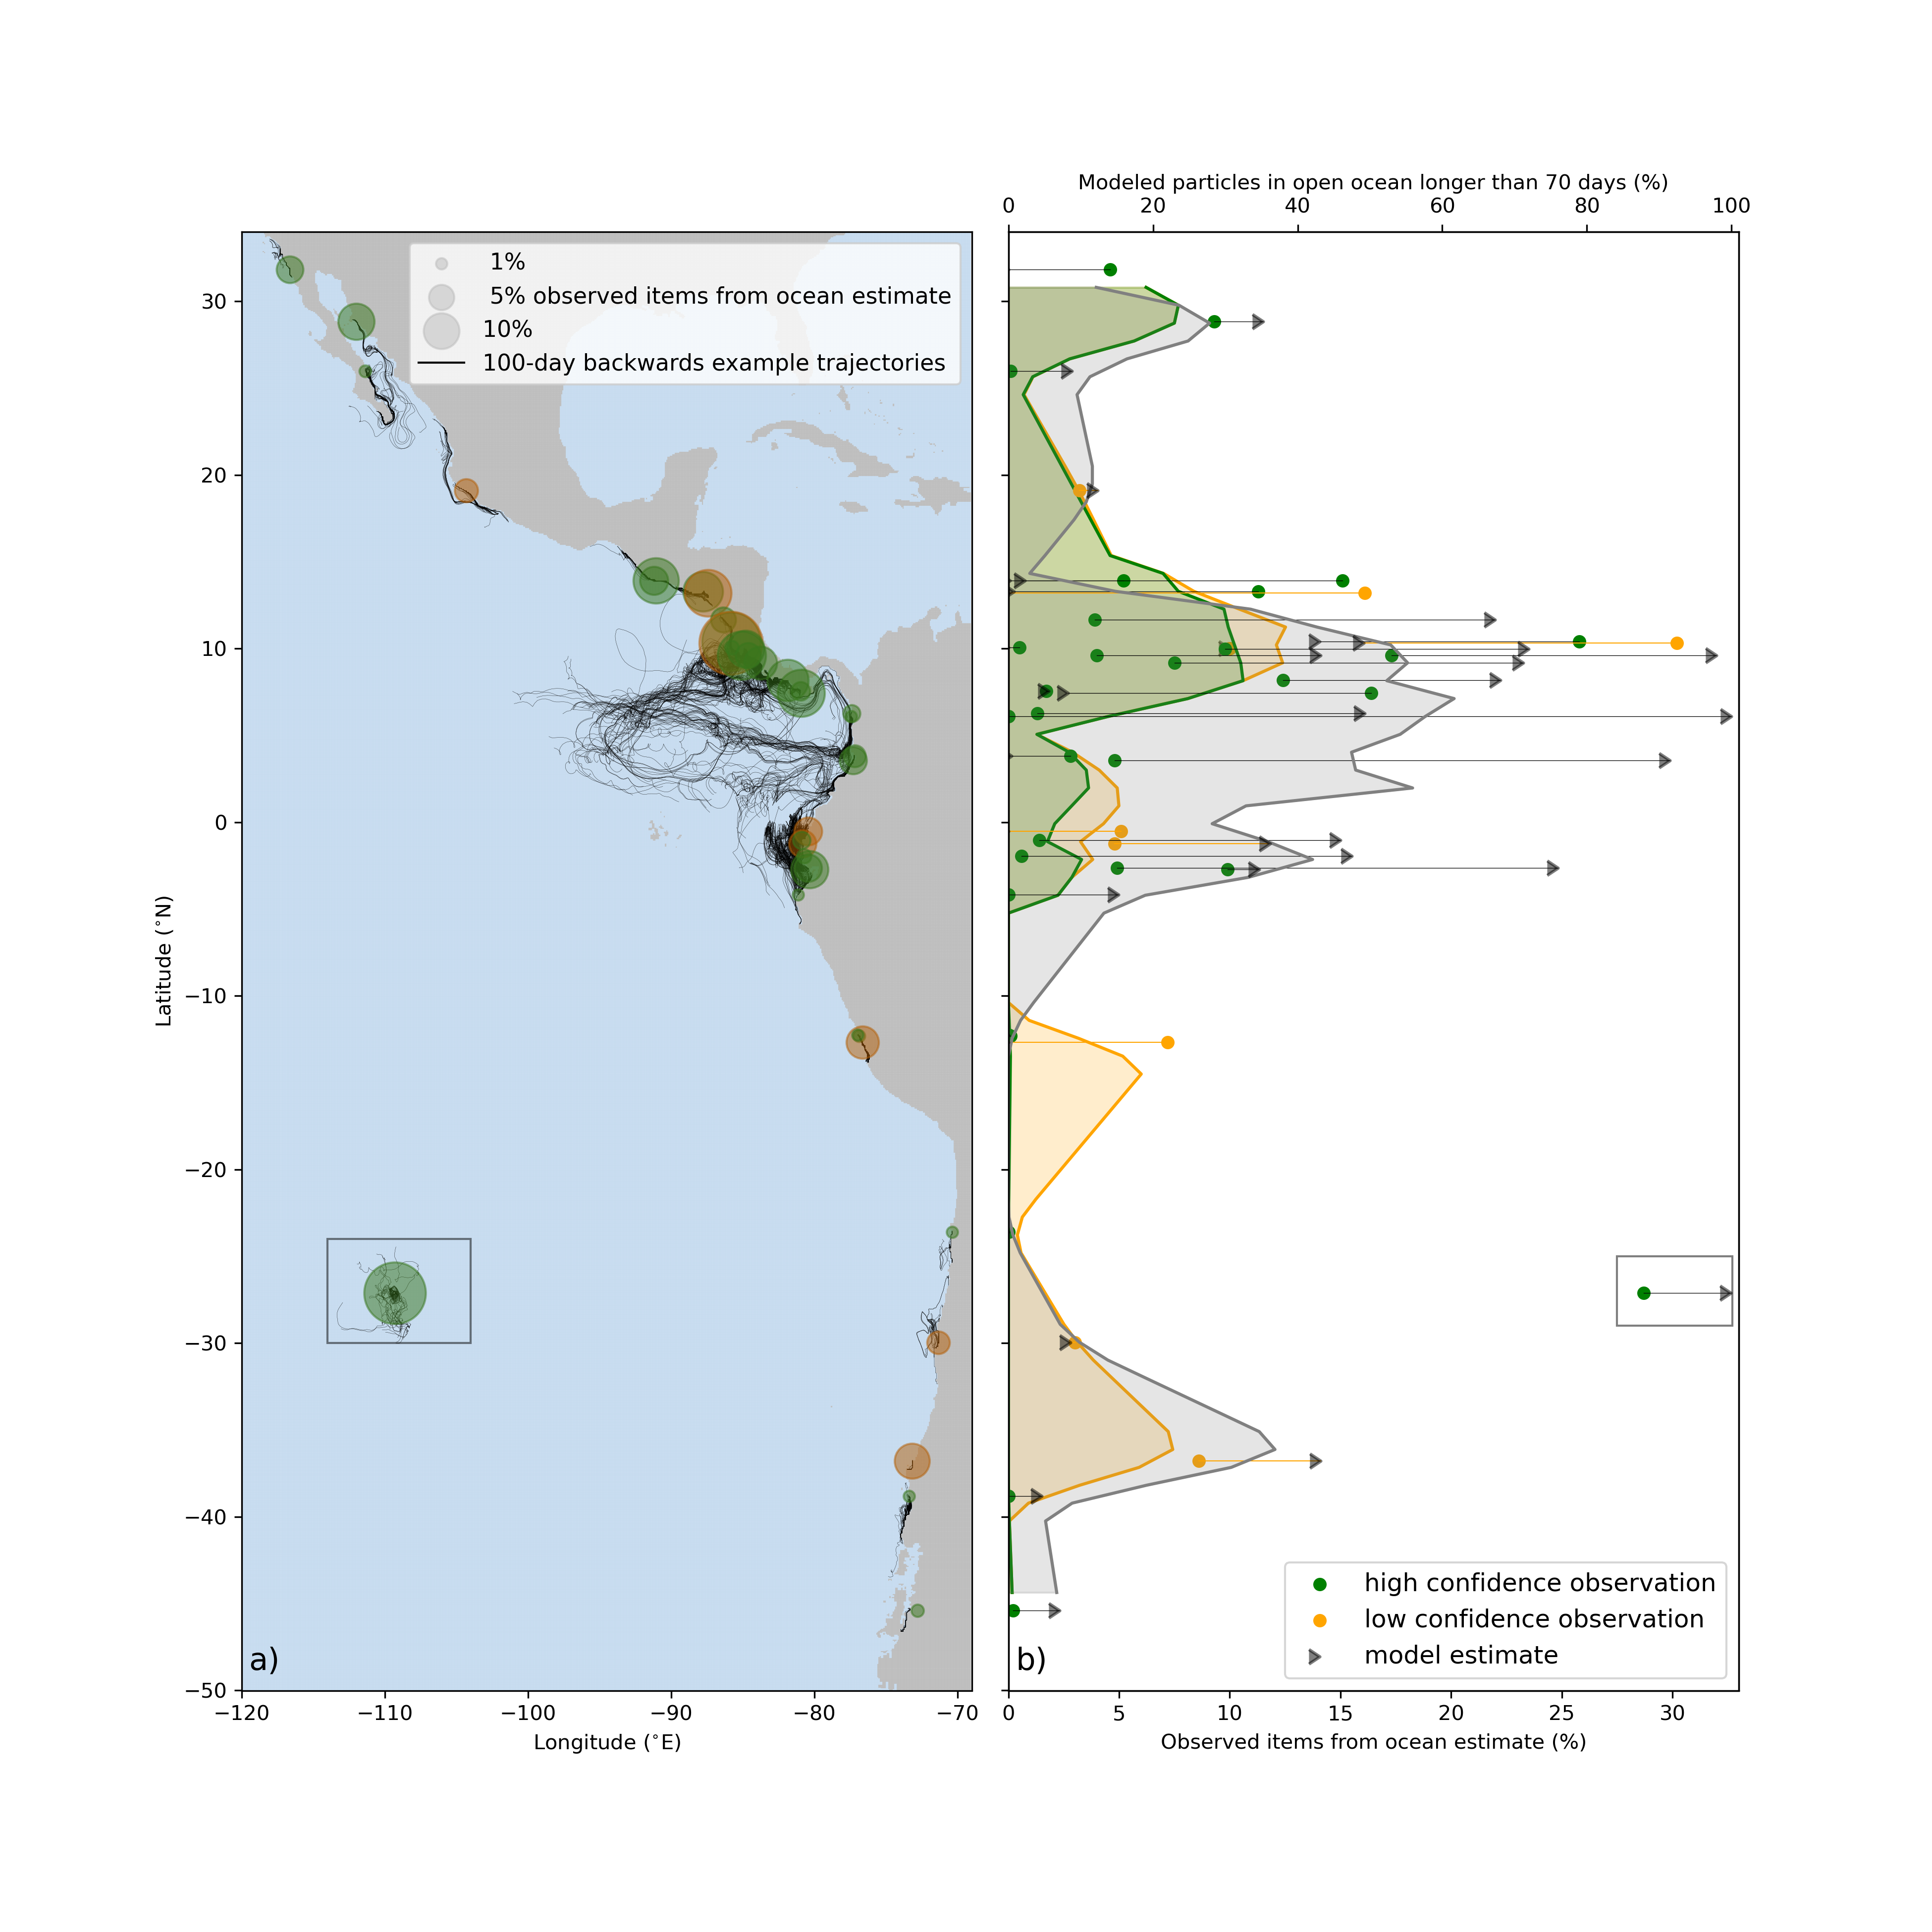 Modeled particles in open ocean longer than 70 days (%)
0 20 40 60 80 100
1%
5% observed items from ocean estimate
10%
100-day backwards example trajectories
30
20
10
0
−10
−20
−30
−40
−50
Latitude (°N)
a)
−120 −110 −100 −90 −80 −70
Longitude (°E)
high confidence observation
low confidence observation
model estimate
b)
0 5 10 15 20 25 30
Observed items from ocean estimate (%)